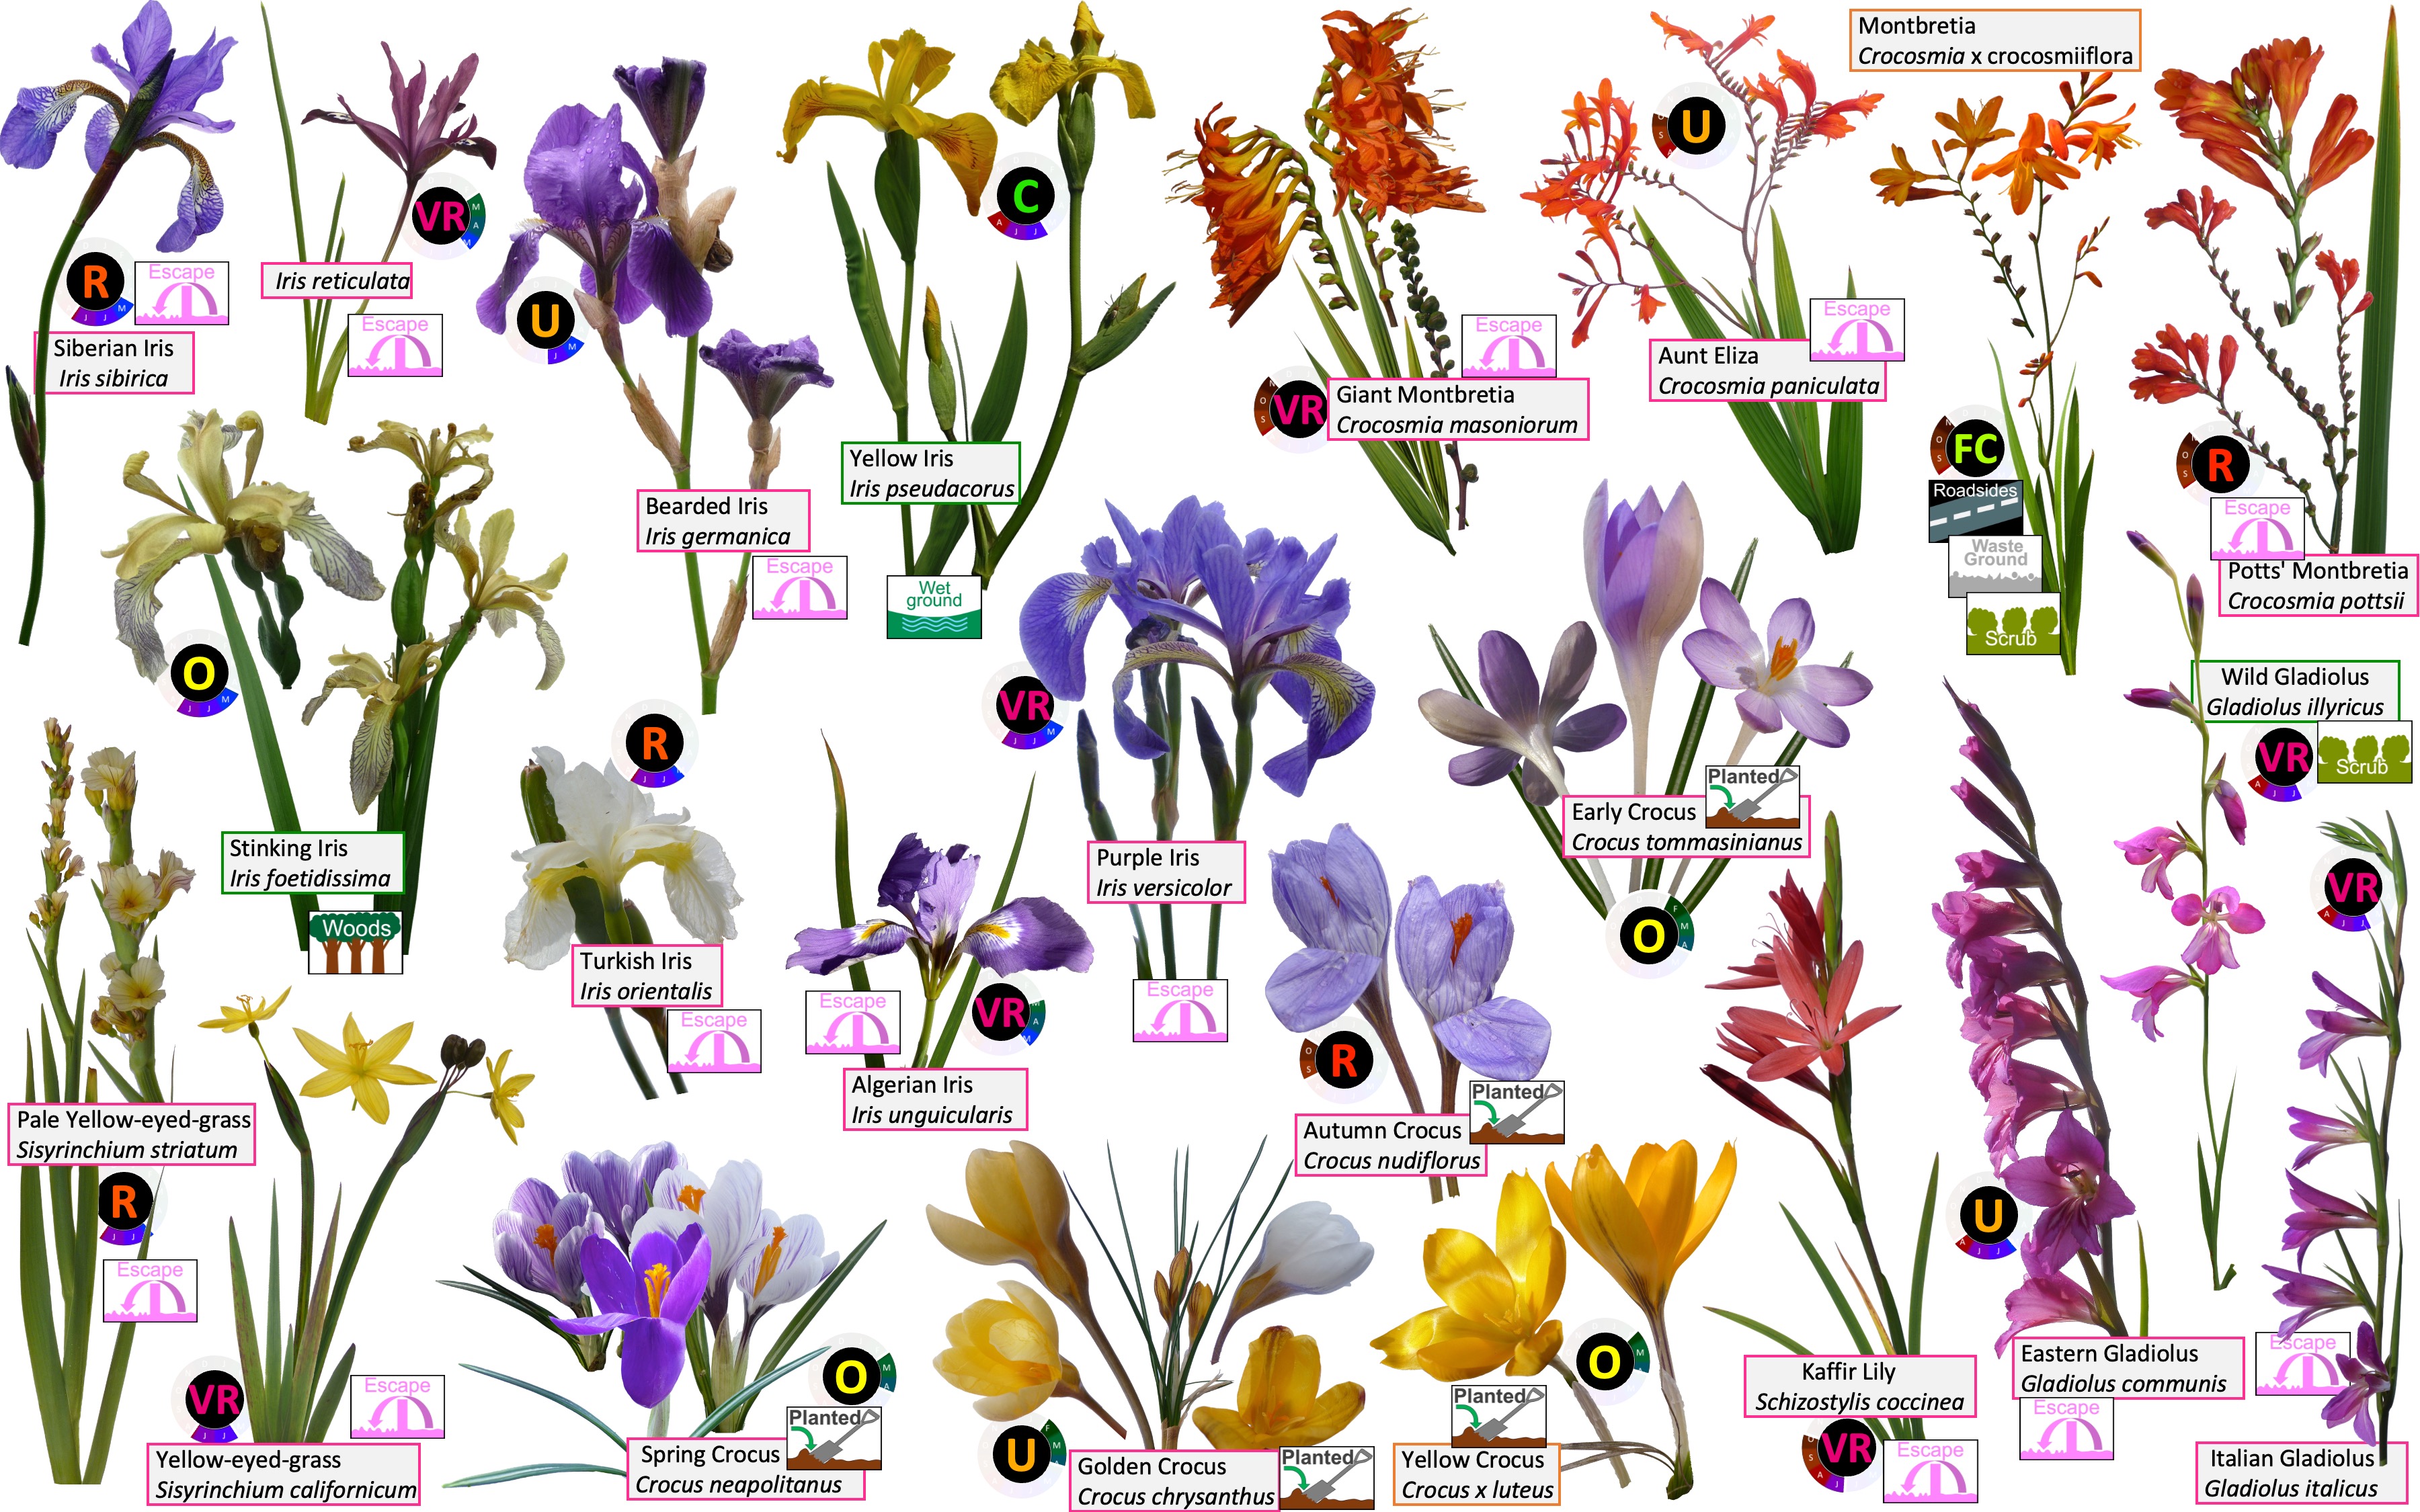 Montbretia
Crocosmia x crocosmiiflora
U
C
VR
M
A
M
A
J
J
R
J
J
M
Escape
Iris reticulata
Escape
U
J
M
Siberian Iris
Iris sibirica
Escape
VR
Giant Montbretia
Crocosmia masoniorum
Escape
Aunt Eliza
Crocosmia paniculata
FC
Roadsides
Waste
Ground
Scrub
R
Escape
Potts' Montbretia
Crocosmia pottsii
Yellow Iris
Iris pseudacorus
Wet
ground
Bearded Iris
Iris germanica
Escape
O
J
J
M
Stinking Iris
Iris foetidissima
Woods
R
J
J
Turkish Iris
Iris orientalis
Escape
VR
J
J
M
Purple Iris
Iris versicolor
Escape
Planted
Early Crocus
Crocus tommasinianus
O
F
M
A
Wild Gladiolus
Gladiolus illyricus
VR
A
J
J
Scrub
VR
A
J
J
Escape
VR
A
M
Algerian Iris
Iris unguicularis
R
O
S
Planted
Autumn Crocus
Crocus nudiflorus
Pale Yellow-eyed-grass
Sisyrinchium striatum
R
J
J
Escape
VR
J
J
Escape
Yellow-eyed-grass
Sisyrinchium californicum
O
M
A
Planted
Spring Crocus
Crocus neapolitanus
U
F
M
Golden Crocus
Crocus chrysanthus
Planted
O
M
Planted
Yellow Crocus
Crocus x luteus
Kaffir Lily
Schizostylis coccinea
VR
Escape
U
A
J
J
Eastern Gladiolus
Gladiolus communis
Escape
Escape
Italian Gladiolus
Gladiolus italicus